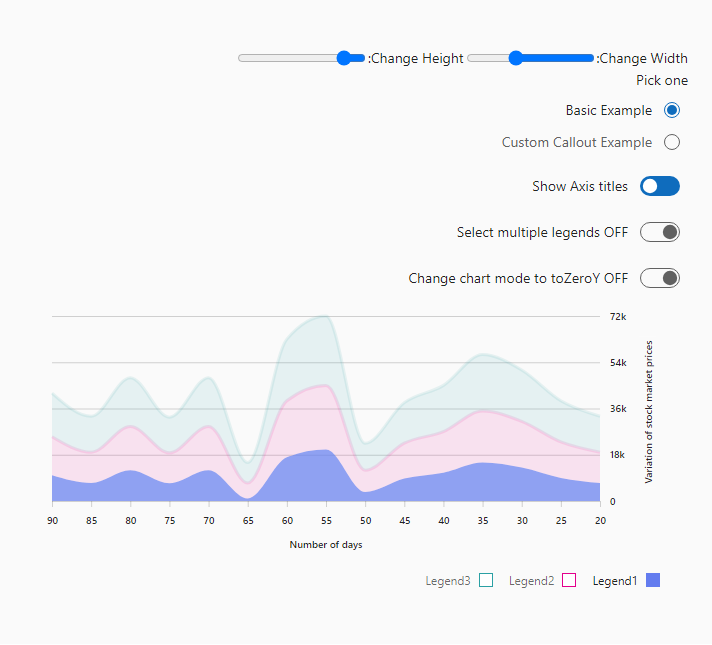 :Change Height :Change Width
Pick one
Basic Example
Custom Callout Example
Show Axis titles
Select multiple legends OFF
Change chart mode to toZeroY OFF
72k
54k
36k
18k
0
Variation of stock market prices
90 85 80 75 70 65 60 55 50 45 40 35 30 25 20
Number of days
Legend3 Legend2 Legend1